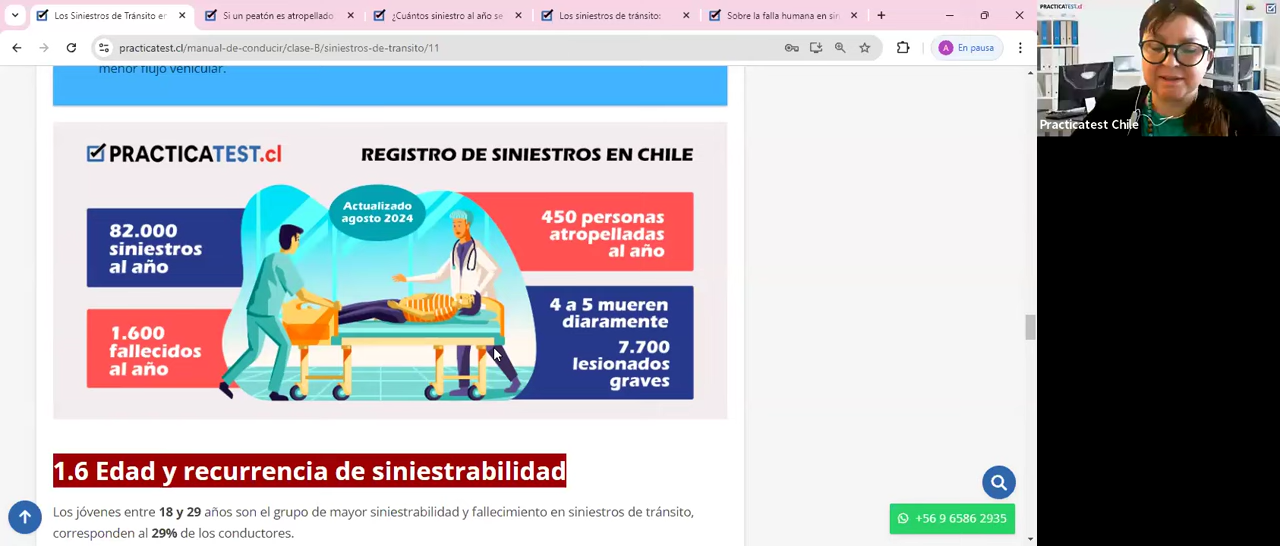 Los Siniestros de Tránsito en
Si un peatón es atropellado
¿Cuántos siniestro al año se
Los siniestros de tránsito:
Sobre la falla humana en sin
practicatest.cl/manual-de-conducir/clase-B/siniestros-de-transito/11
A En pausa
menor flujo vehicular.
PRACTICATEST.cl
REGISTRO DE SINIESTROS EN CHILE
Actualizado
agosto 2024
82.000
siniestros
al año
450 personas
atropelladas
al año
1.600
fallecidos
al año
4 a 5 mueren
diaramente
7.700
lesionados
graves
1.6 Edad y recurrencia de siniestrabilidad
Los jóvenes entre 18 y 29 años son el grupo de mayor siniestrabilidad y fallecimiento en siniestros de tránsito,
corresponden al 29% de los conductores.
+56 9 6586 2935
PRACTICATEST.cl
Practicatest Chile